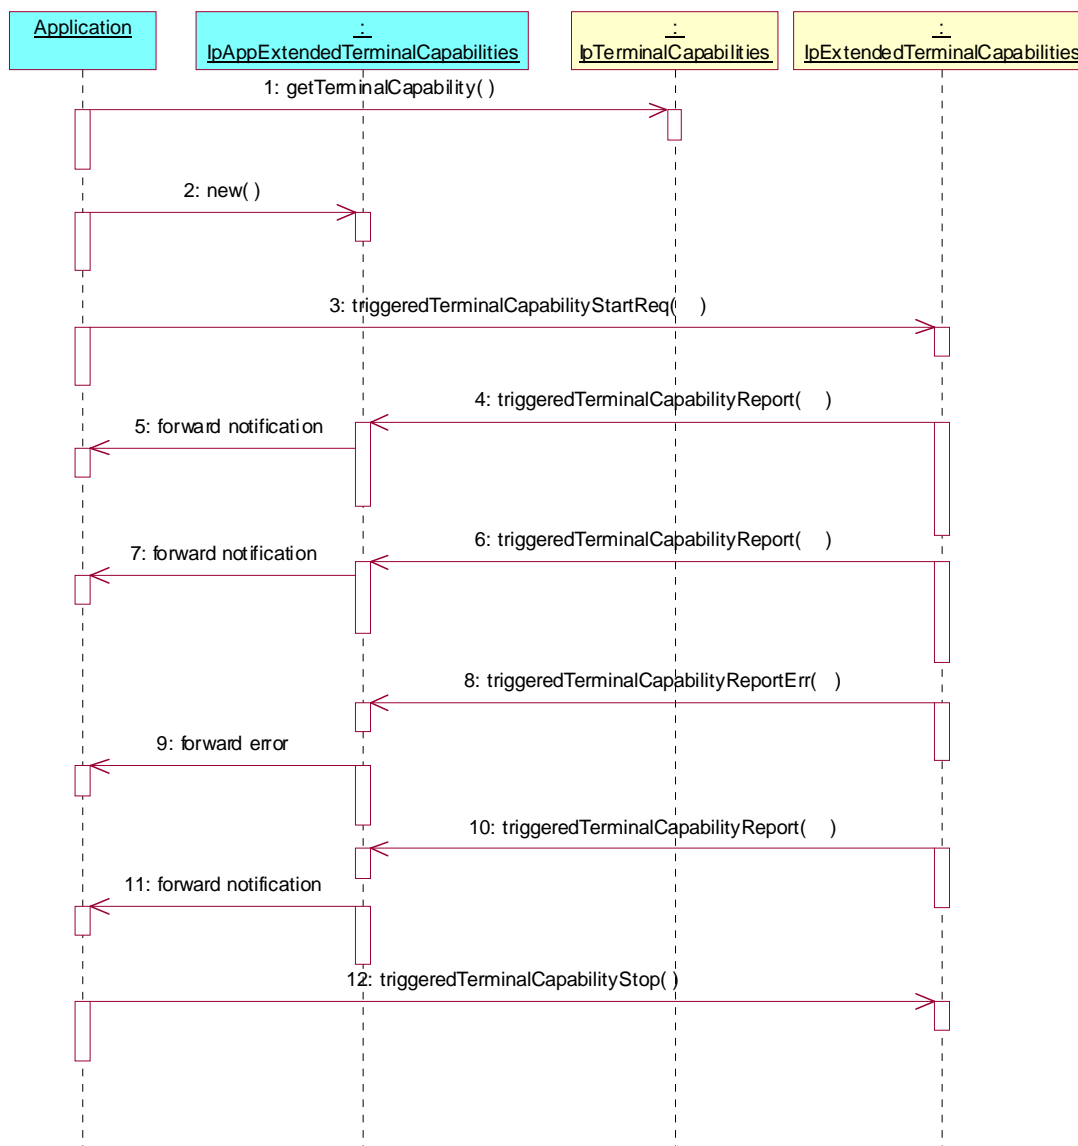 Application
:
IpAppExtendedTerminalCapabilities
:
IpTerminalCapabilities
:
IpExtendedTerminalCapabilities
1: getTerminalCapability( )
2: new( )
3: triggeredTerminalCapabilityStartReq( )
4: triggeredTerminalCapabilityReport( )
5: forward notification
6: triggeredTerminalCapabilityReport( )
7: forward notification
8: triggeredTerminalCapabilityReportErr( )
9: forward error
10: triggeredTerminalCapabilityReport( )
11: forward notification
12: triggeredTerminalCapabilityStop( )